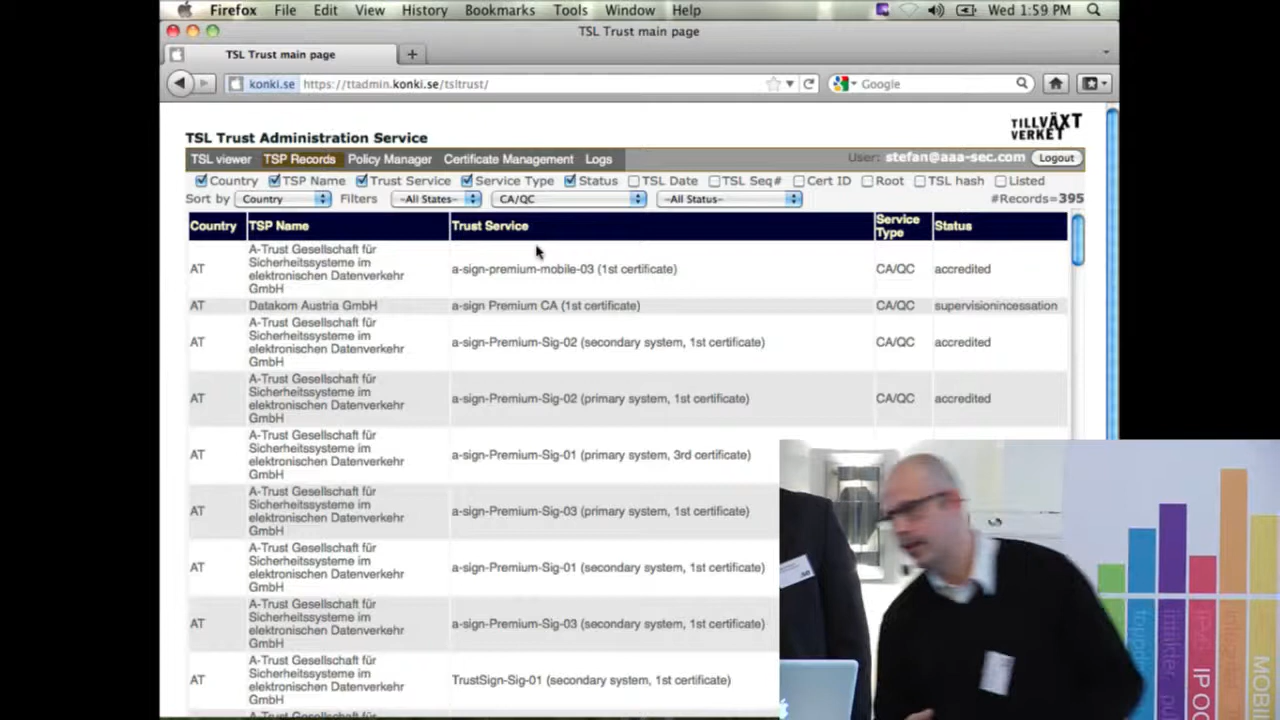 Firefox File Edit View History Bookmarks Tools Window Help Wed 1:59 PM
TSL Trust main page
TSL Trust main page
konki.se https://ttadmin.konki.se/tsltrust/ Google
TSL Trust Administration Service
TILLVÄXT
VERKET
TSL viewer TSP Records Policy Manager Certificate Management Logs User: stefan@aaa-sec.com Logout
Country TSP Name Trust Service Service Type Status TSL Date TSL Seq# Cert ID Root TSL hash Listed
Sort by Country Filters --All States-- CA/QC --All Status-- #Records=395
Country TSP Name Trust Service Service Type Status
A-Trust Gesellschaft für
Sicherheitssysteme im
elektronischen Datenverkehr
GmbH
AT a-sign-premium-mobile-03 (1st certificate) CA/QC accredited
AT Datakom Austria GmbH a-sign Premium CA (1st certificate) CA/QC supervisionincessation
A-Trust Gesellschaft für
Sicherheitssysteme im
elektronischen Datenverkehr
GmbH
AT a-sign-Premium-Sig-02 (secondary system, 1st certificate) CA/QC accredited
A-Trust Gesellschaft für
Sicherheitssysteme im
elektronischen Datenverkehr
GmbH
AT a-sign-Premium-Sig-02 (primary system, 1st certificate) CA/QC accredited
A-Trust Gesellschaft für
Sicherheitssysteme im
elektronischen Datenverkehr
GmbH
AT a-sign-Premium-Sig-01 (primary system, 3rd certificate)
A-Trust Gesellschaft für
Sicherheitssysteme im
elektronischen Datenverkehr
GmbH
AT a-sign-Premium-Sig-03 (primary system, 1st certificate)
A-Trust Gesellschaft für
Sicherheitssysteme im
elektronischen Datenverkehr
GmbH
AT a-sign-Premium-Sig-01 (secondary system, 1st certificate)
A-Trust Gesellschaft für
Sicherheitssysteme im
elektronischen Datenverkehr
GmbH
AT a-sign-Premium-Sig-03 (secondary system, 1st certificate)
A-Trust Gesellschaft für
Sicherheitssysteme im
elektronischen Datenverkehr
GmbH
AT TrustSign-Sig-01 (secondary system, 1st certificate)
IP OC
MOBIL